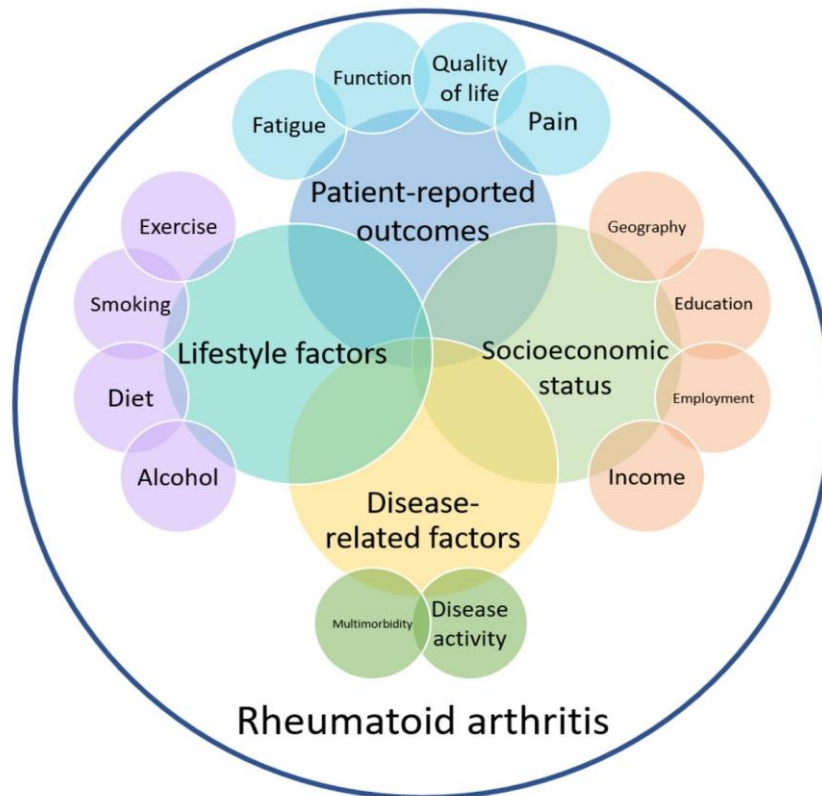 Function
Quality
of life
Fatigue
Pain
Patient-reported
outcomes
Exercise
Smoking
Diet
Alcohol
Lifestyle factors
Geography
Education
Employment
Income
Socioeconomic
status
Disease-
related factors
Multimorbidity
Disease
activity
Rheumatoid arthritis